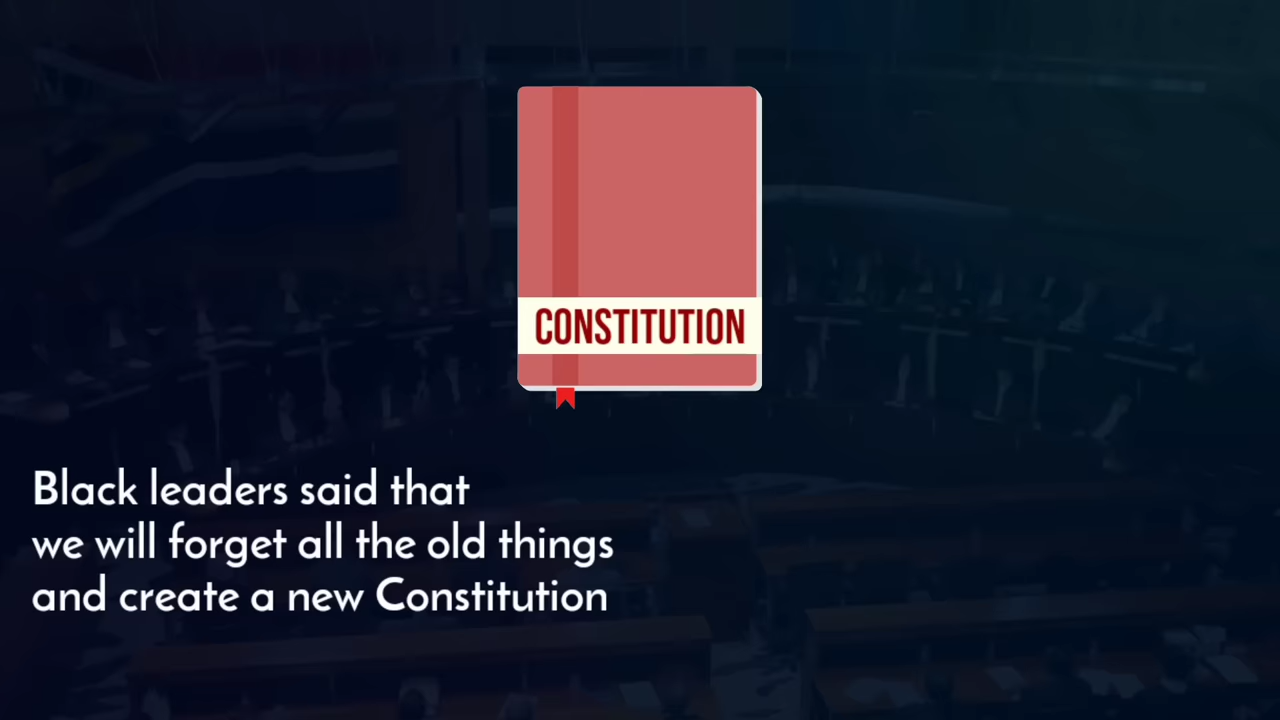 CONSTITUTION
Black leaders said that
we will forget all the old things
and create a new Constitution